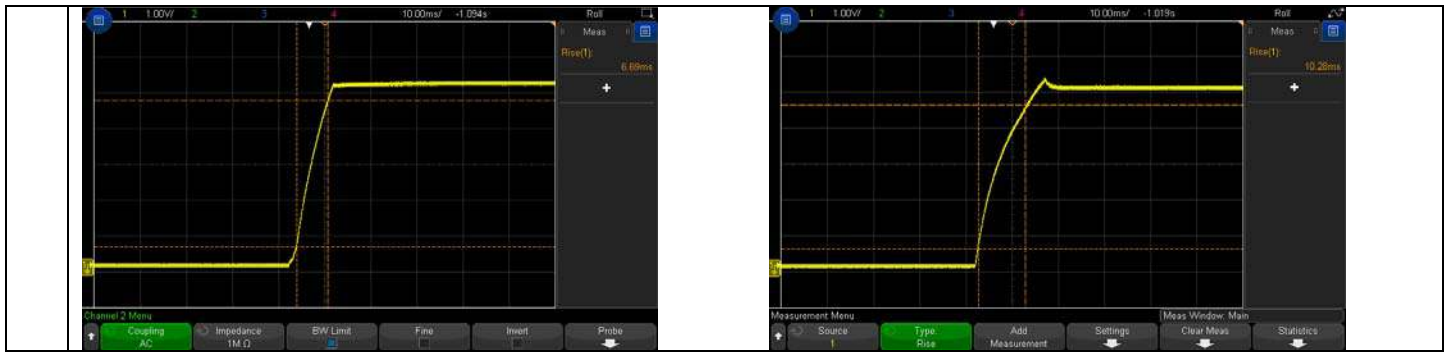 1 1.00V/ 2 3 4 10.00ms/ -1.094s Roll
Meas
Rise(1):
6.69ms
Channel 2 Menu
Coupling
AC
Impedance
1M Ω
BW Limit
Fine
Invert
Probe
1 1.00V/ 2 3 4 10.00ms/ -1.019s Roll
Meas
Rise(1):
10.28ms
Measurement Menu
Meas Window: Main
Source
1
Type:
Rise
Add
Measurement
Settings
Clear Meas
Statistics